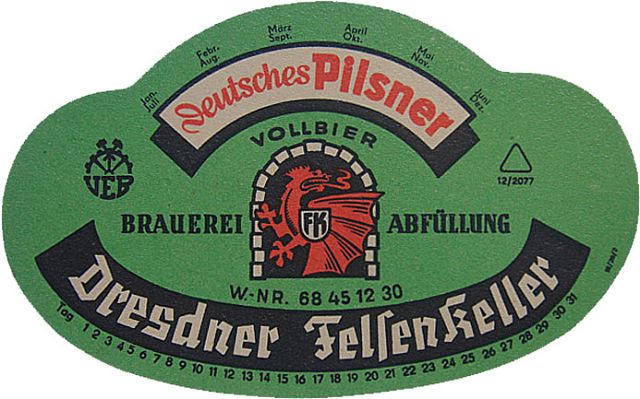 Jan. Juli
Febr. Aug.
März Sept.
April Okt.
Mai Nov.
Juni Dez.
Deutsches Pilsner
VOLLBIER
VEB
12/2077
FK
BRAUEREI ABFÜLLUNG
W.-NR. 68 45 12 30
Dresdner Felsenkeller
Tag 1 2 3 4 5 6 7 8 9 10 11 12 13 14 15 16 17 18 19 20 21 22 23 24 25 26 27 28 29 30 31